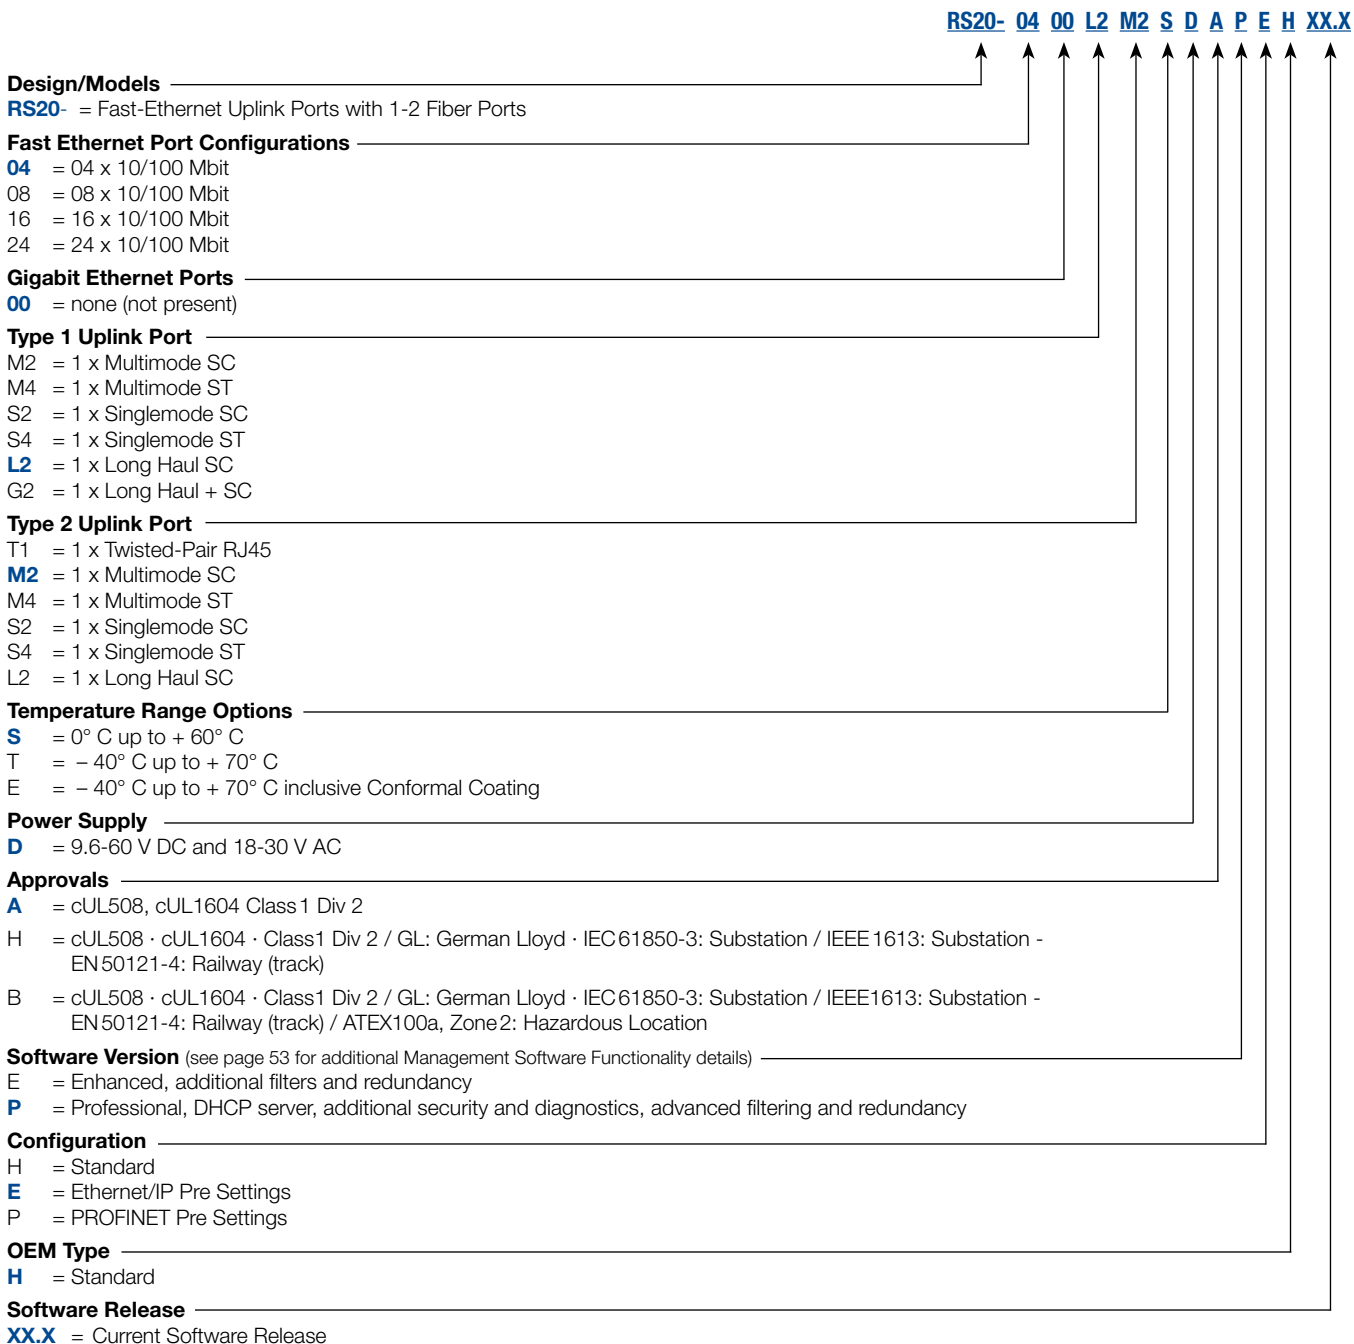 RS20- 04 00 L2 M2 S D A P E H XX.X
Design/Models
RS20- = Fast-Ethernet Uplink Ports with 1-2 Fiber Ports
Fast Ethernet Port Configurations
04 = 04 x 10/100 Mbit
08 = 08 x 10/100 Mbit
16 = 16 x 10/100 Mbit
24 = 24 x 10/100 Mbit
Gigabit Ethernet Ports
00 = none (not present)
Type 1 Uplink Port
M2 = 1 x Multimode SC
M4 = 1 x Multimode ST
S2 = 1 x Singlemode SC
S4 = 1 x Singlemode ST
L2 = 1 x Long Haul SC
G2 = 1 x Long Haul + SC
Type 2 Uplink Port
T1 = 1 x Twisted-Pair RJ45
M2 = 1 x Multimode SC
M4 = 1 x Multimode ST
S2 = 1 x Singlemode SC
S4 = 1 x Singlemode ST
L2 = 1 x Long Haul SC
Temperature Range Options
S = 0° C up to + 60° C
T = – 40° C up to + 70° C
E = – 40° C up to + 70° C inclusive Conformal Coating
Power Supply
D = 9.6-60 V DC and 18-30 V AC
Approvals
A = cUL508, cUL1604 Class 1 Div 2
H = cUL508 · cUL1604 · Class1 Div 2 / GL: German Lloyd · IEC 61850-3: Substation / IEEE 1613: Substation -
EN 50121-4: Railway (track)
B = cUL508 · cUL1604 · Class1 Div 2 / GL: German Lloyd · IEC 61850-3: Substation / IEEE1613: Substation -
EN 50121-4: Railway (track) / ATEX100a, Zone 2: Hazardous Location
Software Version (see page 53 for additional Management Software Functionality details)
E = Enhanced, additional filters and redundancy
P = Professional, DHCP server, additional security and diagnostics, advanced filtering and redundancy
Configuration
H = Standard
E = Ethernet/IP Pre Settings
P = PROFINET Pre Settings
OEM Type
H = Standard
Software Release
XX.X = Current Software Release